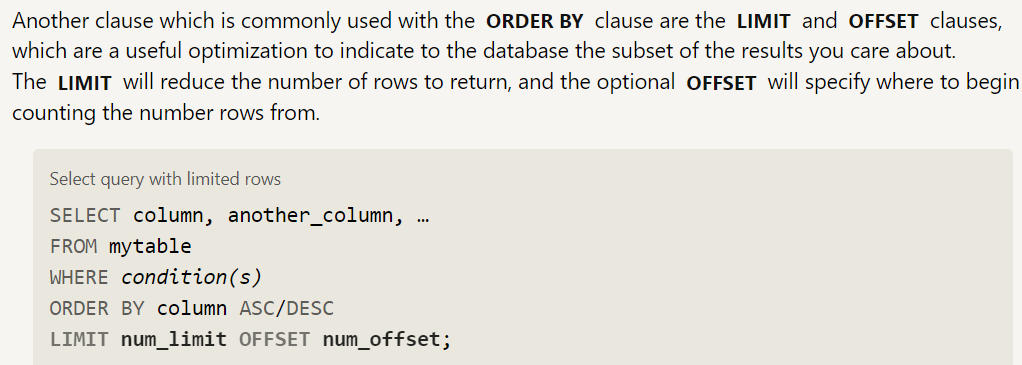 Another clause which is commonly used with the ORDER BY clause are the LIMIT and OFFSET clauses,
which are a useful optimization to indicate to the database the subset of the results you care about.
The LIMIT will reduce the number of rows to return, and the optional OFFSET will specify where to begin
counting the number rows from.
Select query with limited rows
SELECT column, another_column, …
FROM mytable
WHERE condition(s)
ORDER BY column ASC/DESC
LIMIT num_limit OFFSET num_offset;